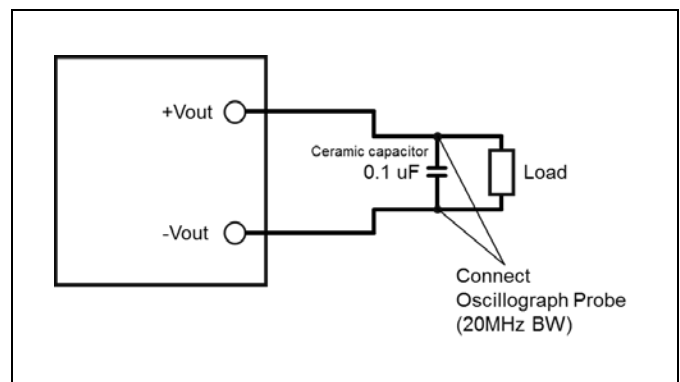 +Vout
Ceramic capacitor
0.1 uF
Load
-Vout
Connect
Oscillograph Probe
(20MHz BW)